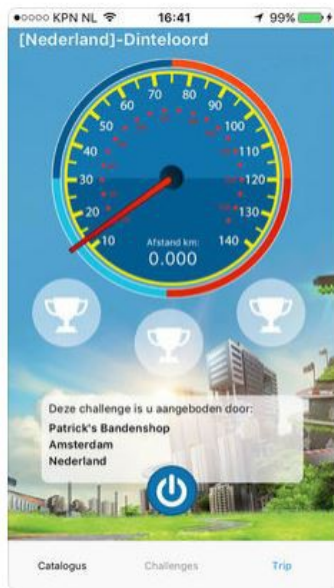 ●○○○○ KPN NL 16:41 99%
[Nederland]-Dinteloord
10 20 30 40 50 60 70 80 90 100 110 120 130 140
Afstand km:
0.000
Deze challenge is u aangeboden door:
Patrick's Bandenshop
Amsterdam
Nederland
Catalogus Challenges Trip